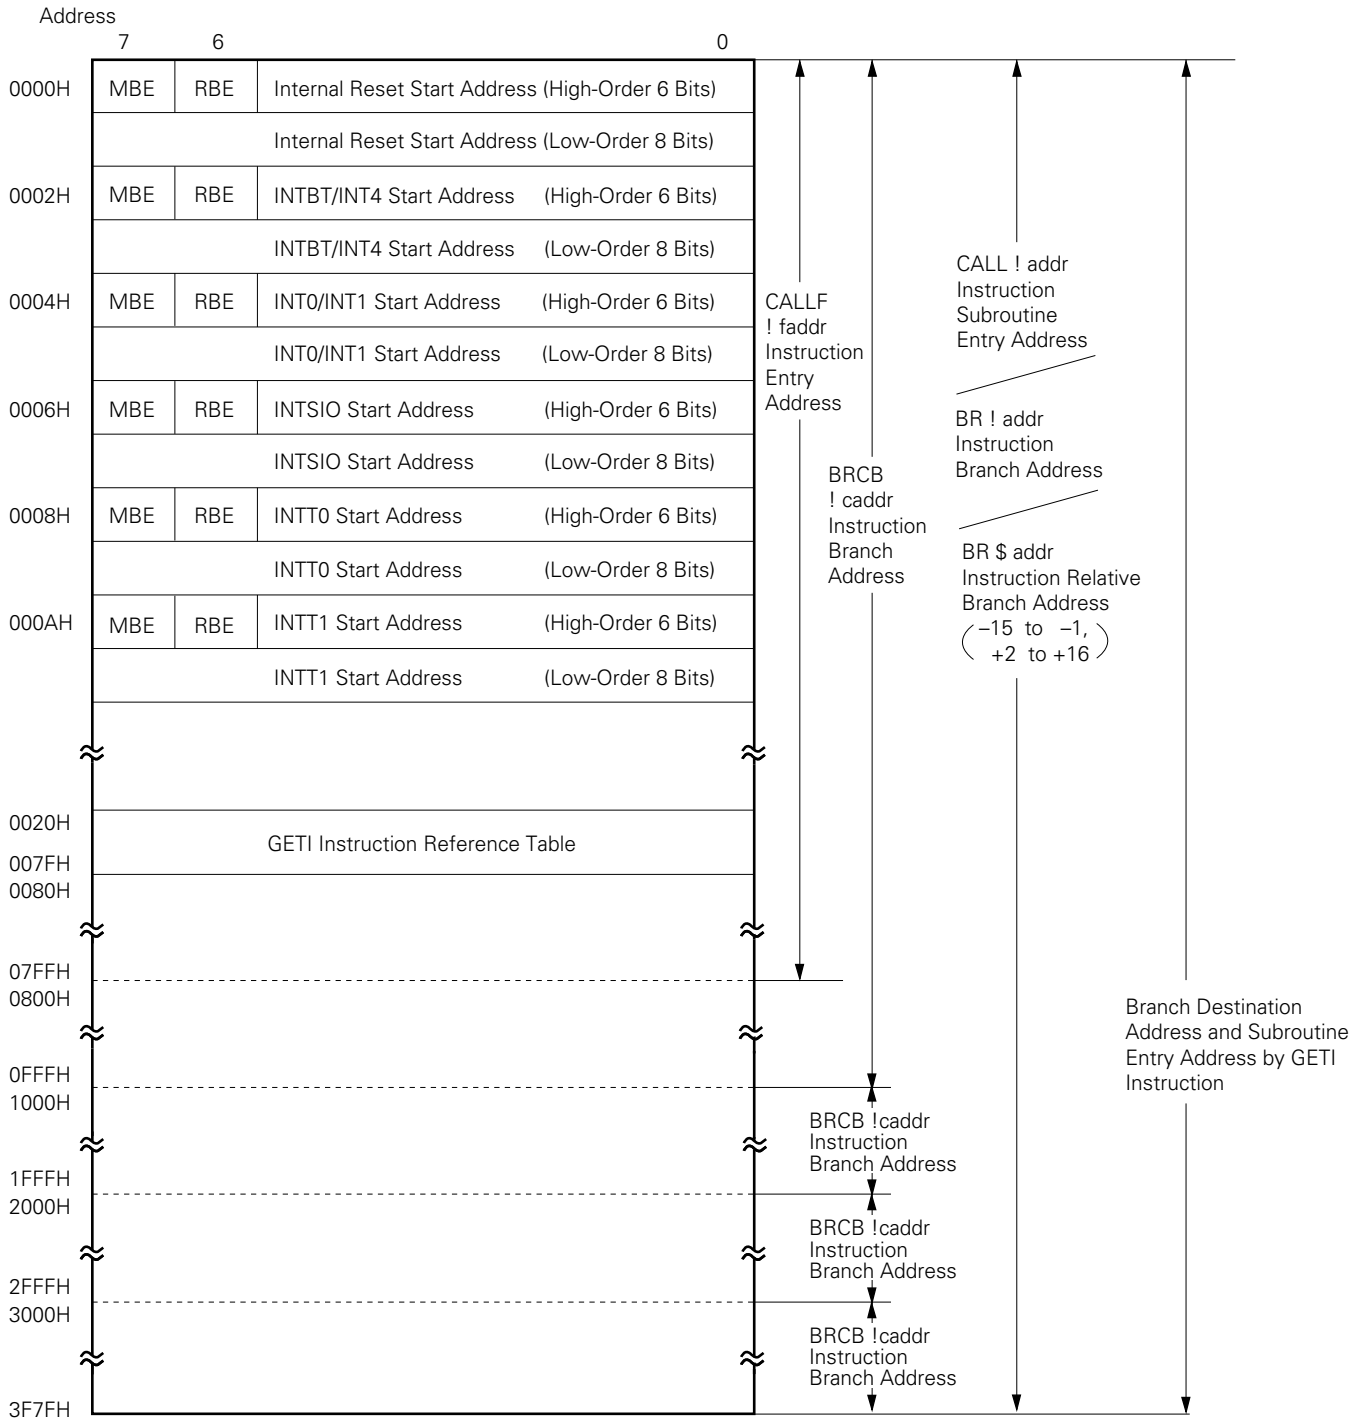 Address
7 6 0
0000H MBE RBE Internal Reset Start Address (High-Order 6 Bits)
Internal Reset Start Address (Low-Order 8 Bits)
0002H MBE RBE INTBT/INT4 Start Address (High-Order 6 Bits)
INTBT/INT4 Start Address (Low-Order 8 Bits)
0004H MBE RBE INT0/INT1 Start Address (High-Order 6 Bits)
INT0/INT1 Start Address (Low-Order 8 Bits)
0006H MBE RBE INTSIO Start Address (High-Order 6 Bits)
INTSIO Start Address (Low-Order 8 Bits)
0008H MBE RBE INTT0 Start Address (High-Order 6 Bits)
INTT0 Start Address (Low-Order 8 Bits)
000AH MBE RBE INTT1 Start Address (High-Order 6 Bits)
INTT1 Start Address (Low-Order 8 Bits)
0020H
GETI Instruction Reference Table
007FH
0080H
07FFH
0800H
0FFFH
1000H
1FFFH
2000H
2FFFH
3000H
3F7FH
CALLF
! faddr
Instruction
Entry
Address
BRCB
! caddr
Instruction
Branch
Address
BRCB !caddr
Instruction
Branch Address
BRCB !caddr
Instruction
Branch Address
BRCB !caddr
Instruction
Branch Address
CALL ! addr
Instruction
Subroutine
Entry Address
BR ! addr
Instruction
Branch Address
BR $ addr
Instruction Relative
Branch Address
(–15 to –1,
+2 to +16)
Branch Destination
Address and Subroutine
Entry Address by GETI
Instruction